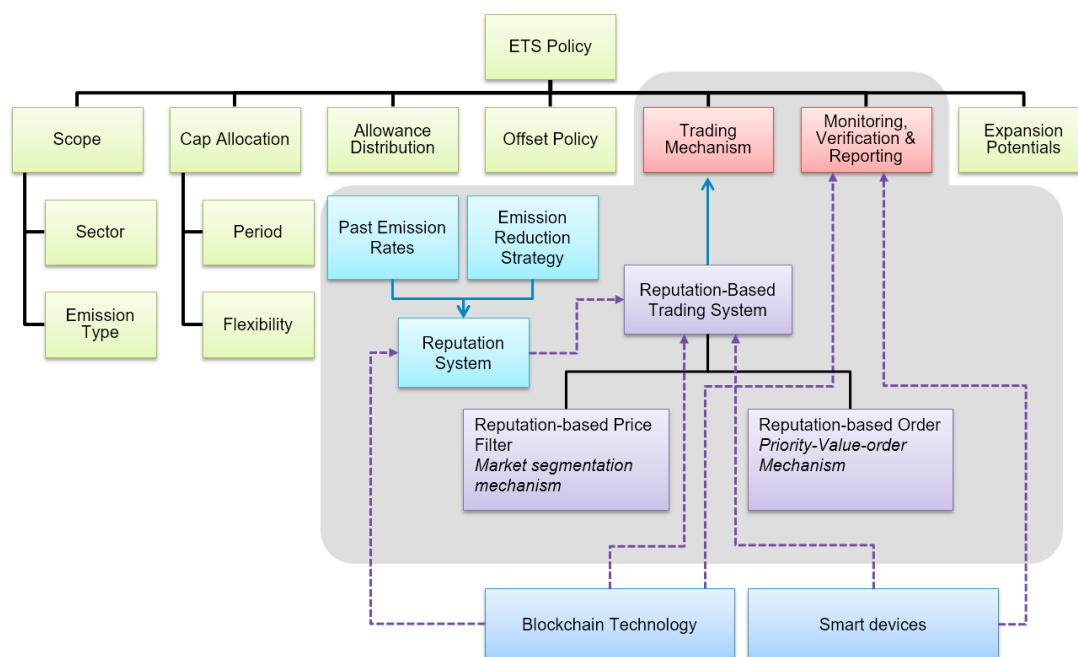 ETS Policy
Scope
Cap Allocation
Allowance
Distribution
Offset Policy
Trading
Mechanism
Monitoring,
Verification &
Reporting
Expansion
Potentials
Sector
Period
Past Emission
Rates
Emission
Reduction
Strategy
Reputation-Based
Trading System
Emission
Type
Flexibility
Reputation
System
Reputation-based Price
Filter
Market segmentation
mechanism
Reputation-based Order
Priority-Value-order
Mechanism
Blockchain Technology
Smart devices